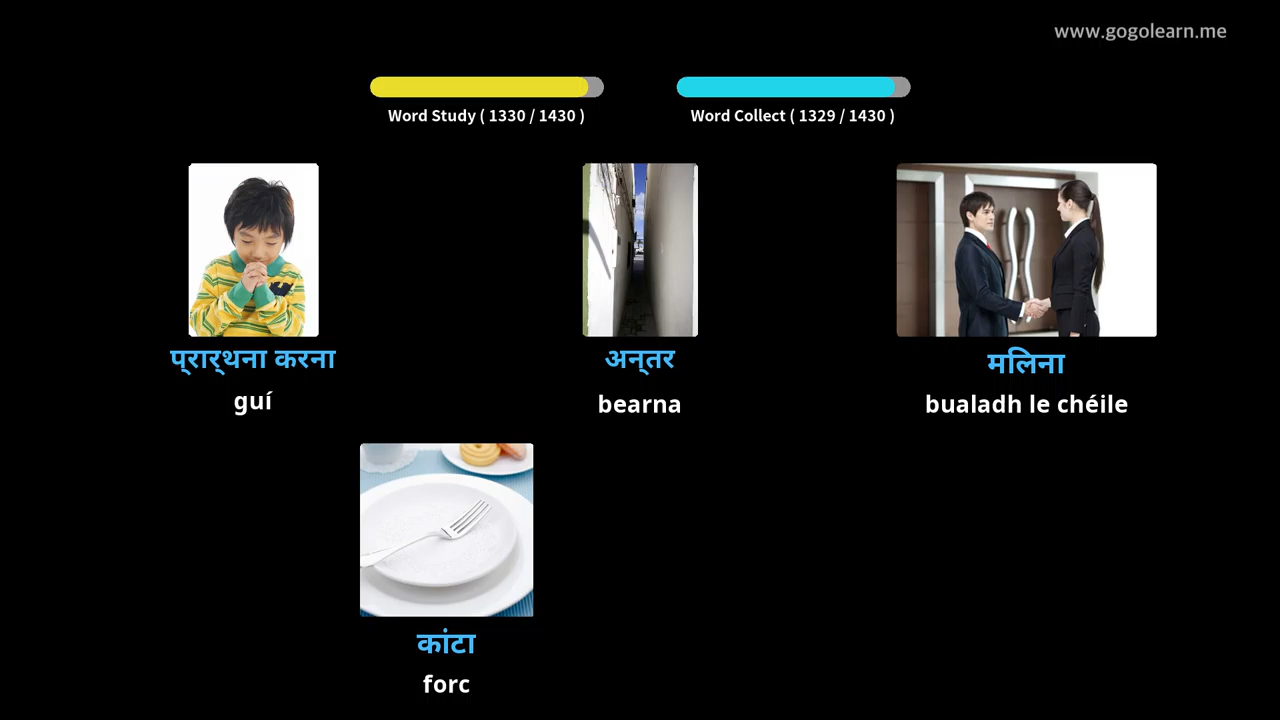 www.gogolearn.me
Word Study ( 1330 / 1430 )
Word Collect ( 1329 / 1430 )
प्रार्थना करना
अन्तर
मलिना
guí
bearna
bualadh le chéile
कांटा
forc